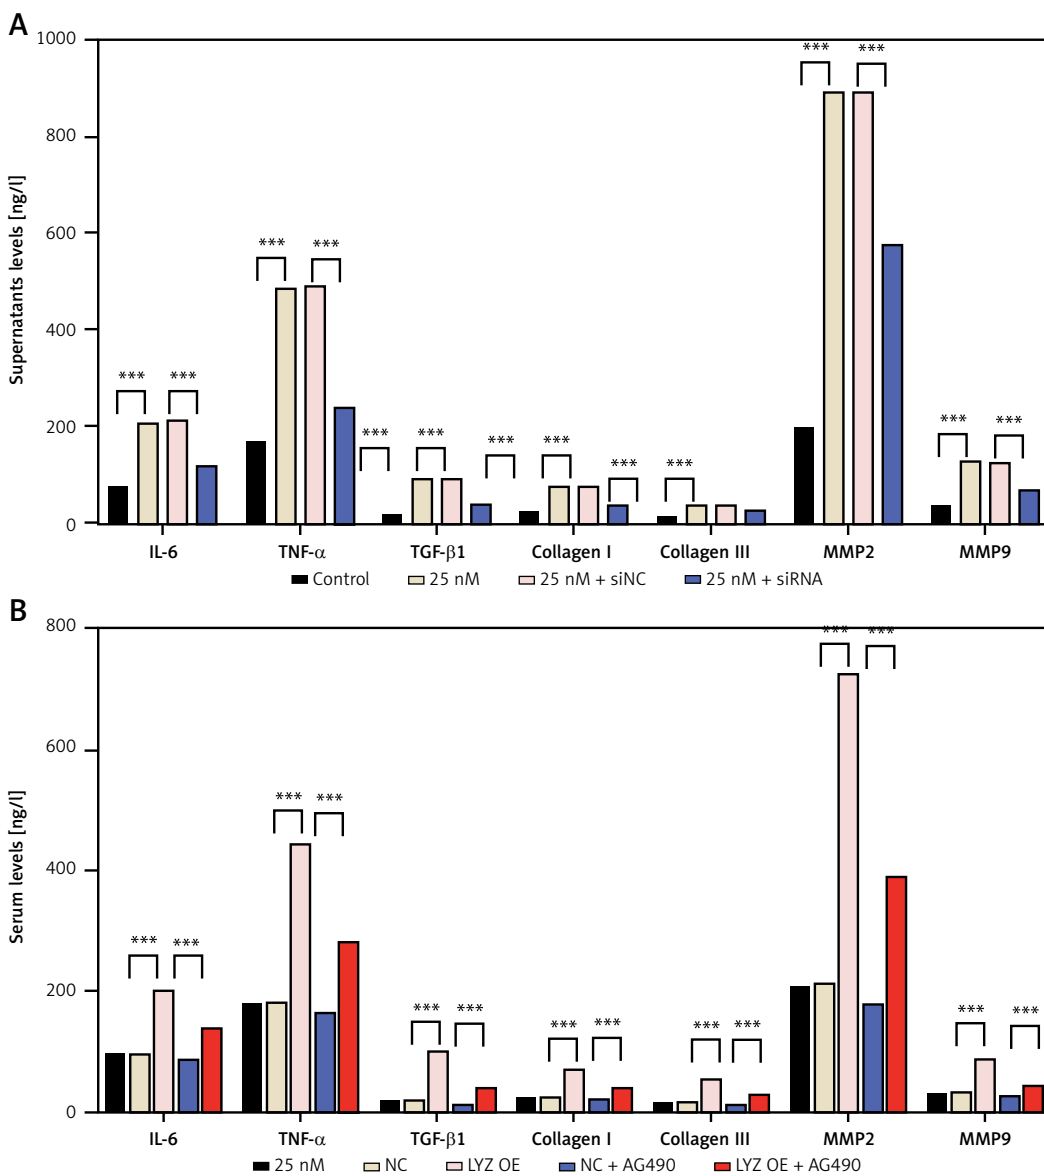 A
1000
*** ***
800
600
*** ***
400
*** ***
*** *** *** *** *** *** *** ***
200
0
Supernatants levels [ng/l]
IL-6 TNF-α TGF-β1 Collagen I Collagen III MMP2 MMP9
Control 25 nM 25 nM + siNC 25 nM + siRNA
B
800
*** ***
600
*** ***
400
*** ***
200
*** *** *** *** *** *** *** ***
0
Serum levels [ng/l]
IL-6 TNF-α TGF-β1 Collagen I Collagen III MMP2 MMP9
25 nM NC LYZ OE NC + AG490 LYZ OE + AG490